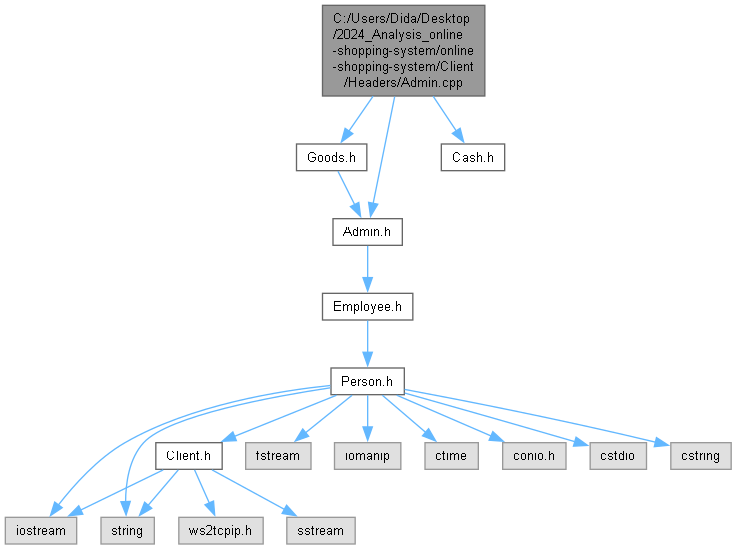 C:/Users/Dida/Desktop
/2024_Analysis_online
-shopping-system/online
-shopping-system/Client
/Headers/Admin.cpp
Goods.h
Cash.h
Admin.h
Employee.h
Person.h
Client.h
fstream
iomanip
ctime
conio.h
cstdio
cstring
iostream
string
ws2tcpip.h
sstream